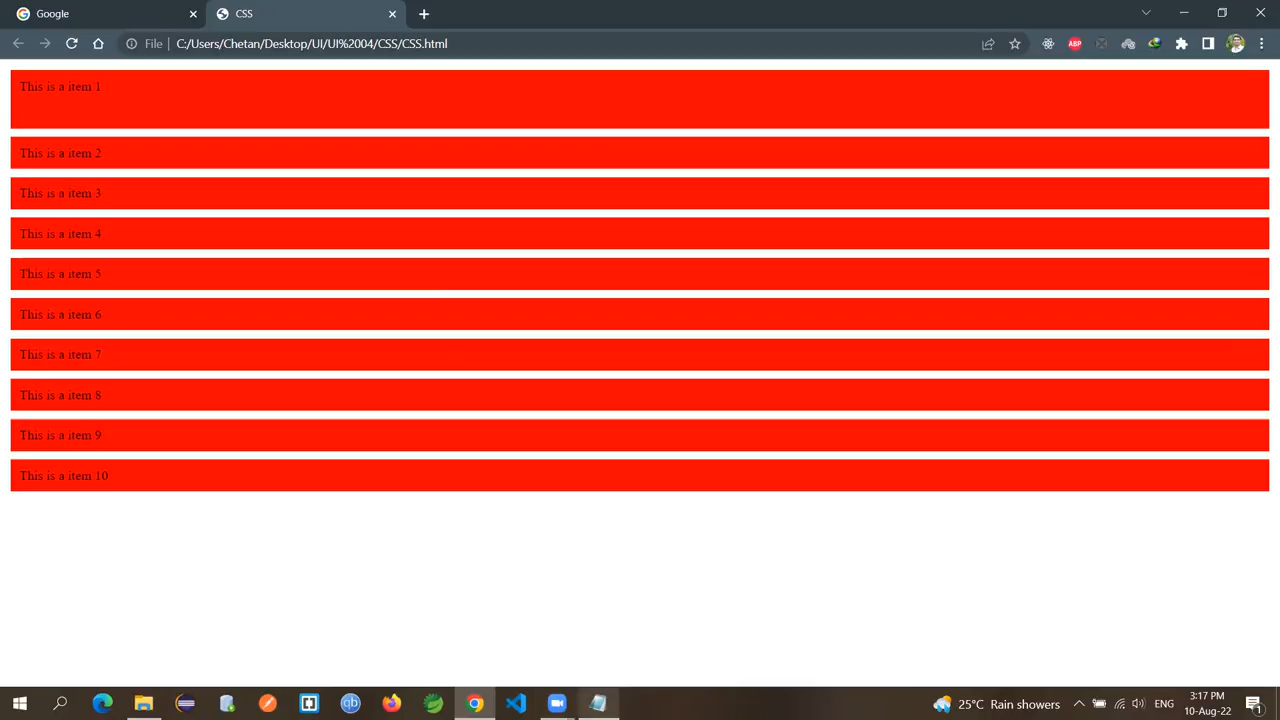 Google
CSS
File
C:/Users/Chetan/Desktop/UI/UI%2004/CSS/CSS.html
ABP
This is a item 1
This is a item 2
This is a item 3
This is a item 4
This is a item 5
This is a item 6
This is a item 7
This is a item 8
This is a item 9
This is a item 10
qb
25°C Rain showers
ENG
3:17 PM
10-Aug-22
1